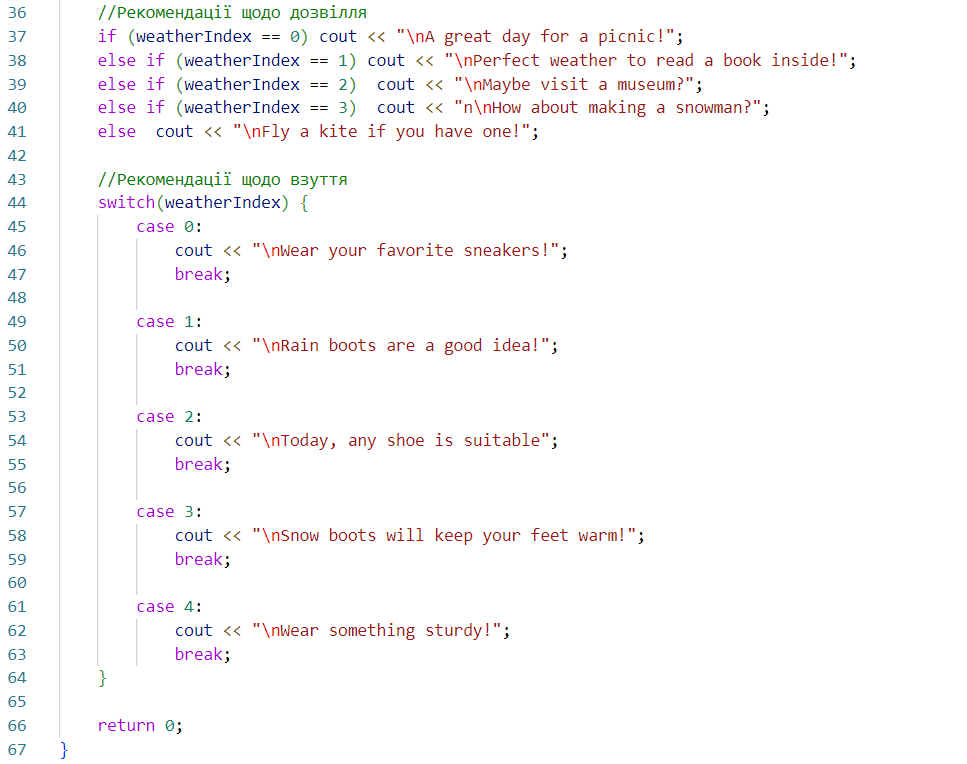 36 //Рекомендації щодо дозвілля
37 if (weatherIndex == 0) cout << "\nA great day for a picnic!";
38 else if (weatherIndex == 1) cout << "\nPerfect weather to read a book inside!";
39 else if (weatherIndex == 2)  cout << "\nMaybe visit a museum?";
40 else if (weatherIndex == 3)  cout << "n\nHow about making a snowman?";
41 else  cout << "\nFly a kite if you have one!";
42
43 //Рекомендації щодо взуття
44 switch(weatherIndex) {
45 case 0:
46 cout << "\nWear your favorite sneakers!";
47 break;
48
49 case 1:
50 cout << "\nRain boots are a good idea!";
51 break;
52
53 case 2:
54 cout << "\nToday, any shoe is suitable";
55 break;
56
57 case 3:
58 cout << "\nSnow boots will keep your feet warm!";
59 break;
60
61 case 4:
62 cout << "\nWear something sturdy!";
63 break;
64 }
65
66 return 0;
67 }